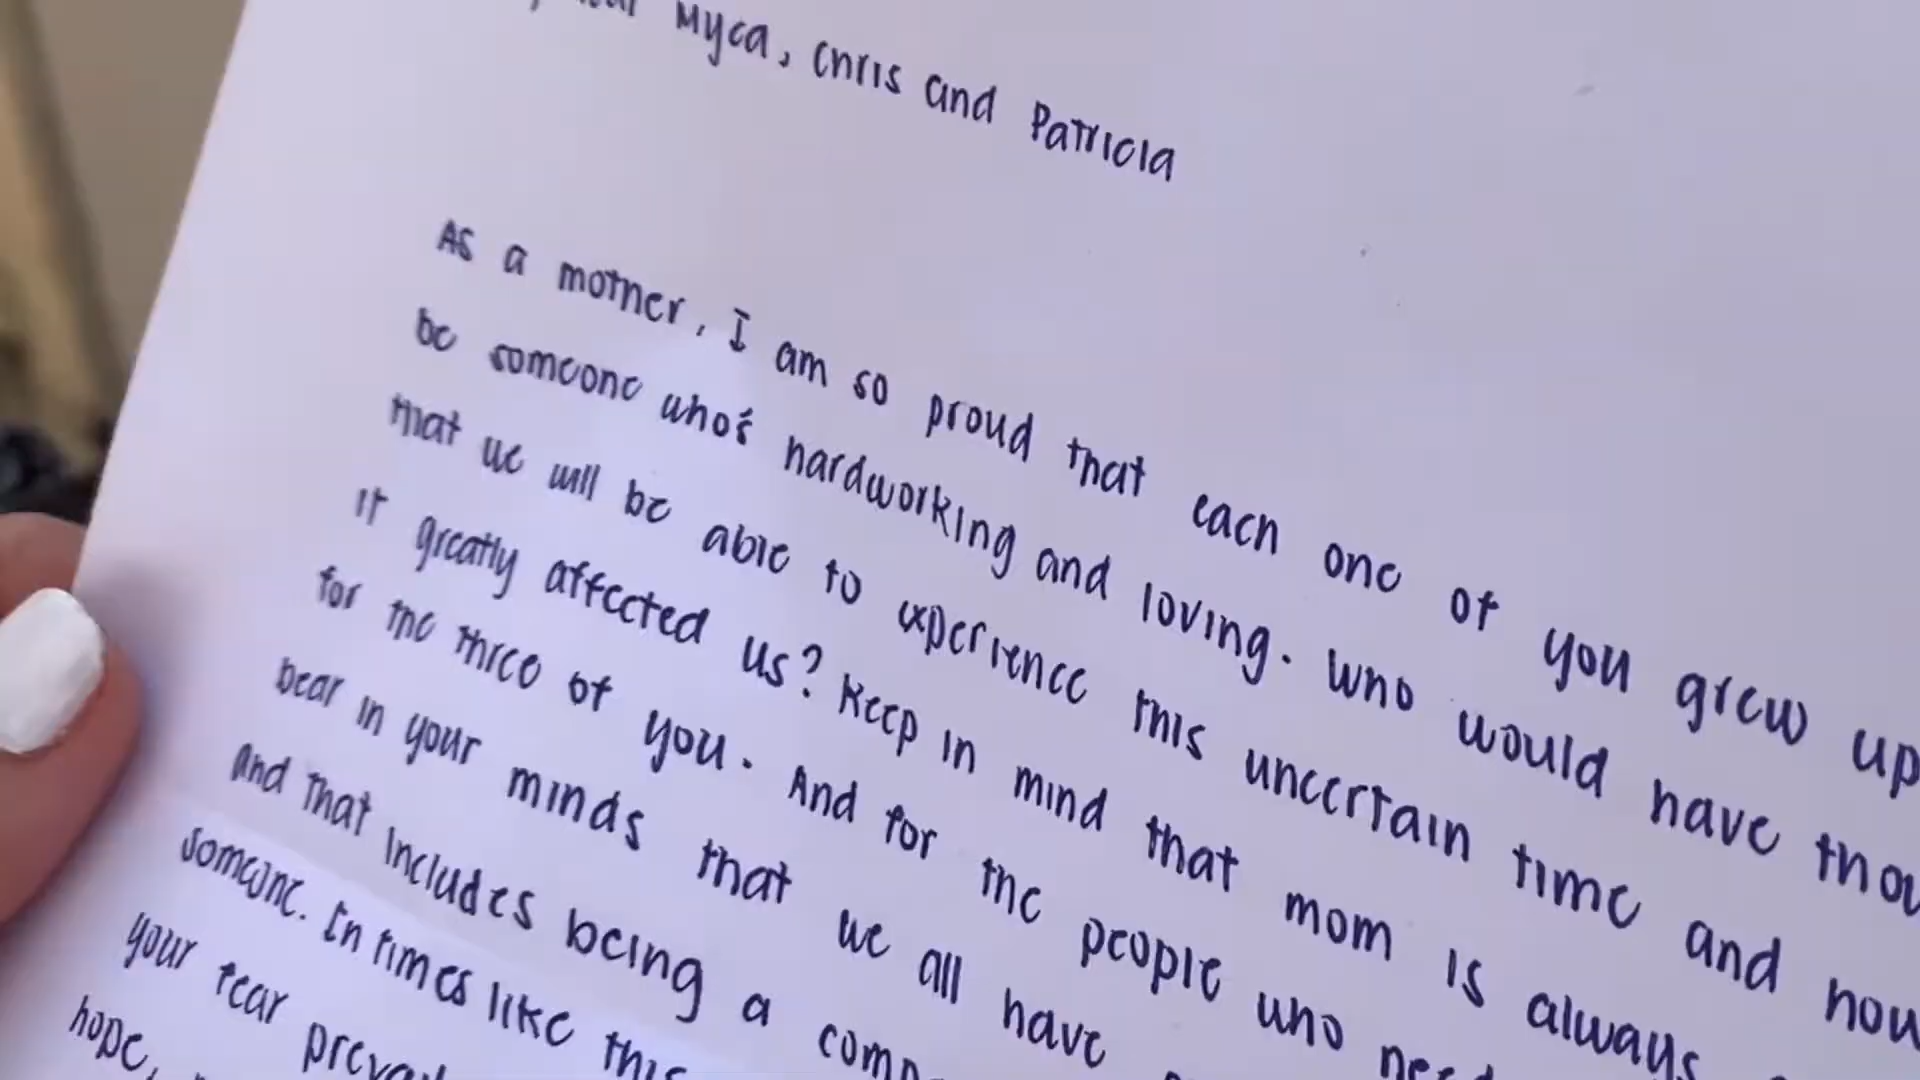 Myca, Chris and Patricia
As a mother, I am so proud that each one of you grew up
be someone who's hardworking and loving. Who would have
that we will be able to experience this uncertain time and how
it greatly affected us? Keep in mind that mom is always
for the three of you. And for the people who
bear in your minds that we all have
and that includes being a
someone. In times like this
your fear
hope,